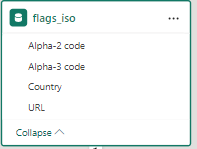 flags_iso
Alpha-2 code
Alpha-3 code
Country
URL
Collapse